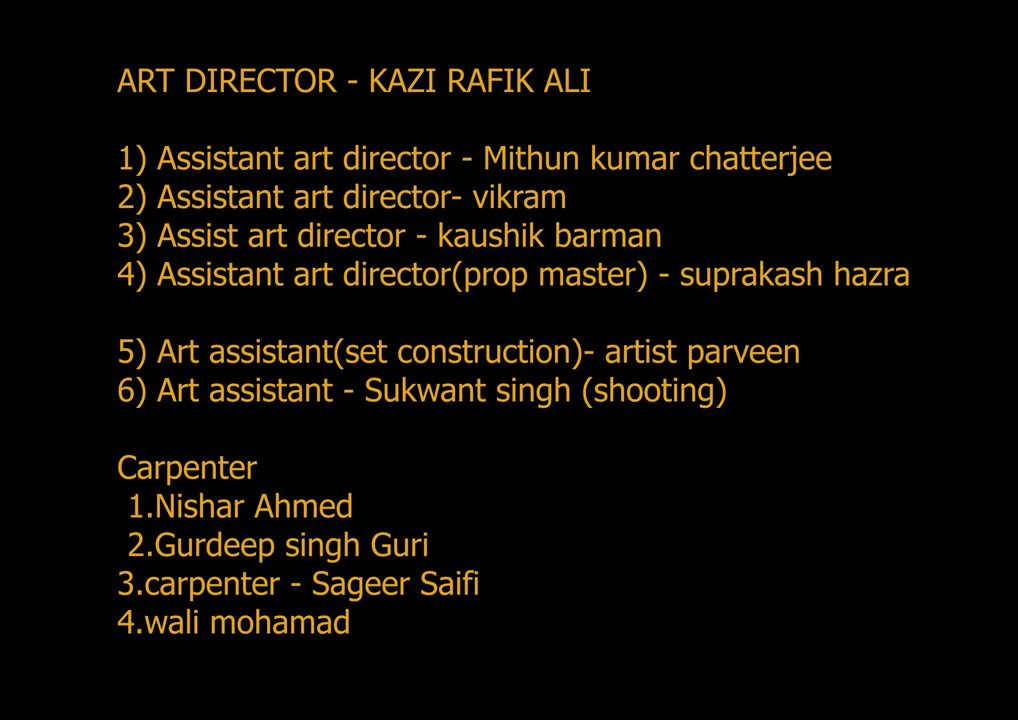 ART DIRECTOR - KAZI RAFIK ALI
1) Assistant art director - Mithun kumar chatterjee
2) Assistant art director- vikram
3) Assist art director - kaushik barman
4) Assistant art director(prop master) - suprakash hazra
5) Art assistant(set construction)- artist parveen
6) Art assistant - Sukwant singh (shooting)
Carpenter
1.Nishar Ahmed
2.Gurdeep singh Guri
3.carpenter - Sageer Saifi
4.wali mohamad